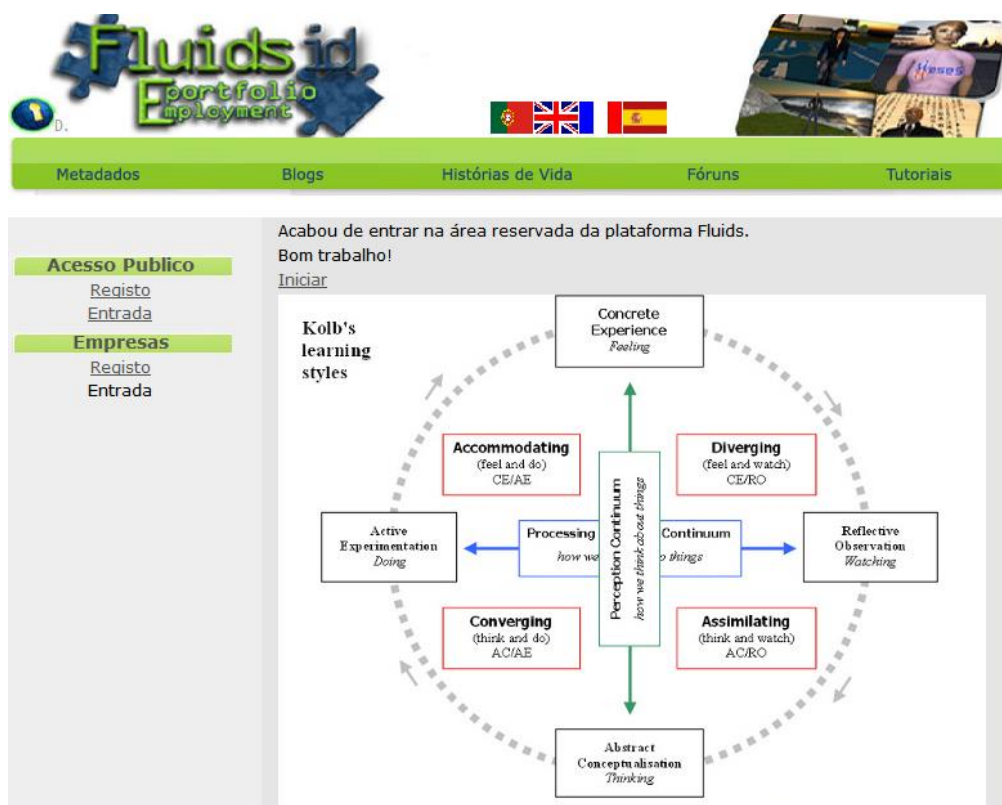 Fluids id
Eportfolio
Employment
D.
Metadados
Blogs
Histórias de Vida
Fóruns
Tutoriais
Acesso Publico
Registo
Entrada
Empresas
Registo
Entrada
Acabou de entrar na área reservada da plataforma Fluids.
Bom trabalho!
Iniciar
Kolb's
learning
styles
Concrete
Experience
Feeling
Accommodating
(feel and do)
CE/AE
Diverging
(feel and watch)
CE/RO
Active
Experimentation
Doing
Processing Continuum
how we things
Perception Continuum
how we think about things
Reflective
Observation
Watching
Converging
(think and do)
AC/AE
Assimilating
(think and watch)
AC/RO
Abstract
Conceptualisation
Thinking